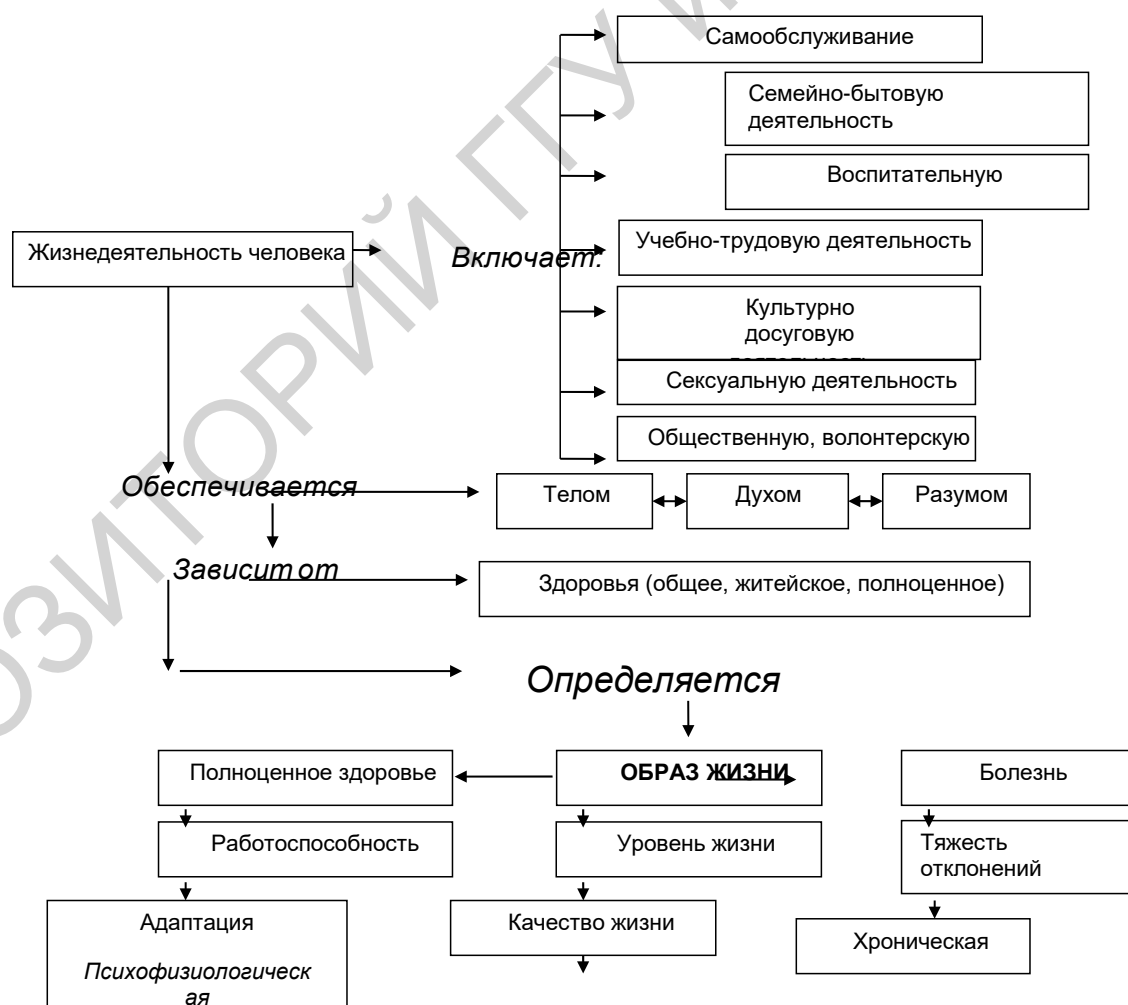 Самообслуживание
Семейно-бытовую
деятельность
Воспитательную
Жизнедеятельность человека
Включает:
Учебно-трудовую деятельность
Культурно
досуговую
Сексуальную деятельность
Общественную, волонтерскую
Обеспечивается
Телом
Духом
Разумом
Зависит от
Здоровья (общее, житейское, полноценное)
Определяется
Полноценное здоровье
ОБРАЗ ЖИЗНИ
Болезнь
Работоспособность
Уровень жизни
Тяжесть
отклонений
Адаптация
Качество жизни
Хроническая
Психофизиологическ
ая
ОЗИТОРИЙ ГГУ И